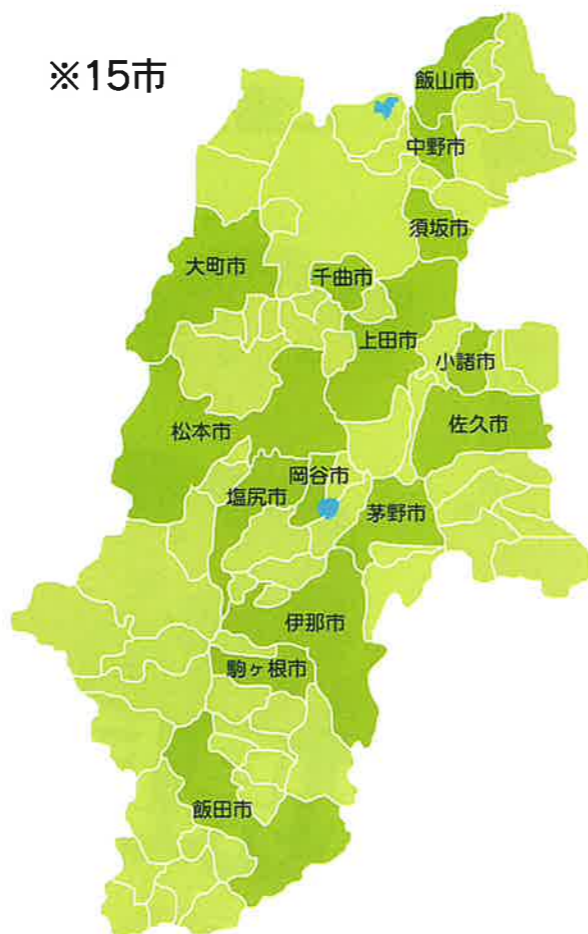 ※15市
飯山市
中野市
須坂市
大町市
千曲市
上田市
小諸市
佐久市
松本市
岡谷市
塩尻市
茅野市
伊那市
駒ヶ根市
飯田市